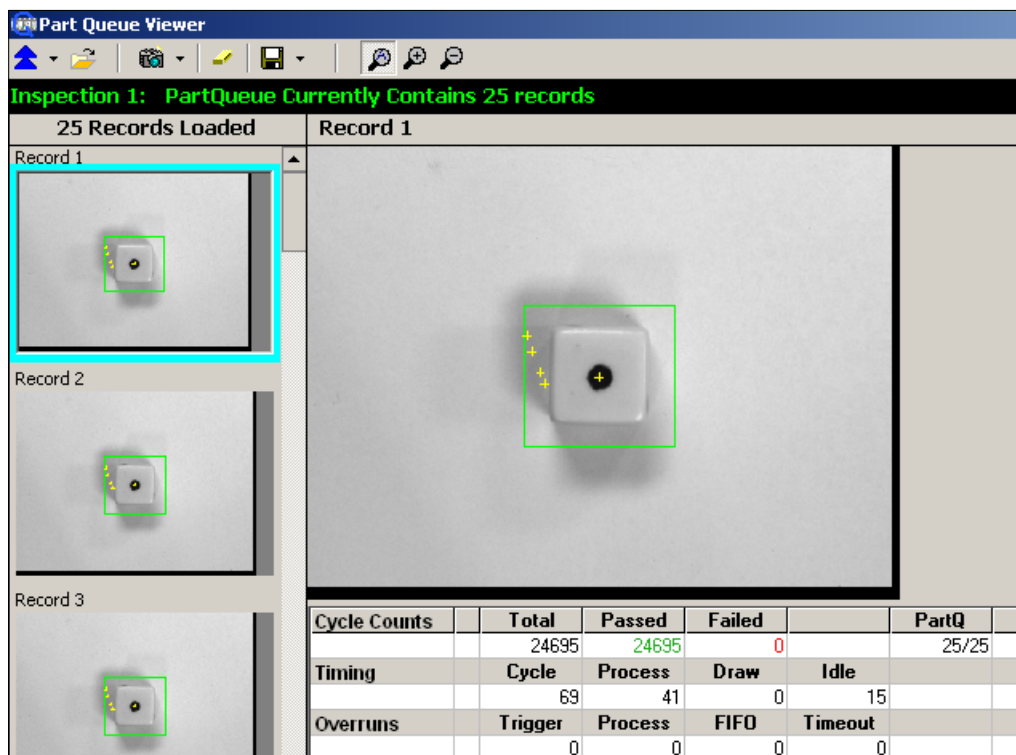 Part Queue Viewer
Inspection 1: PartQueue Currently Contains 25 records
25 Records Loaded
Record 1
Record 1
Record 2
Record 3
Cycle Counts Total Passed Failed PartQ
24695 24695 0 25/25
Timing Cycle Process Draw Idle
69 41 0 15
Overruns Trigger Process FIFO Timeout
0 0 0 0